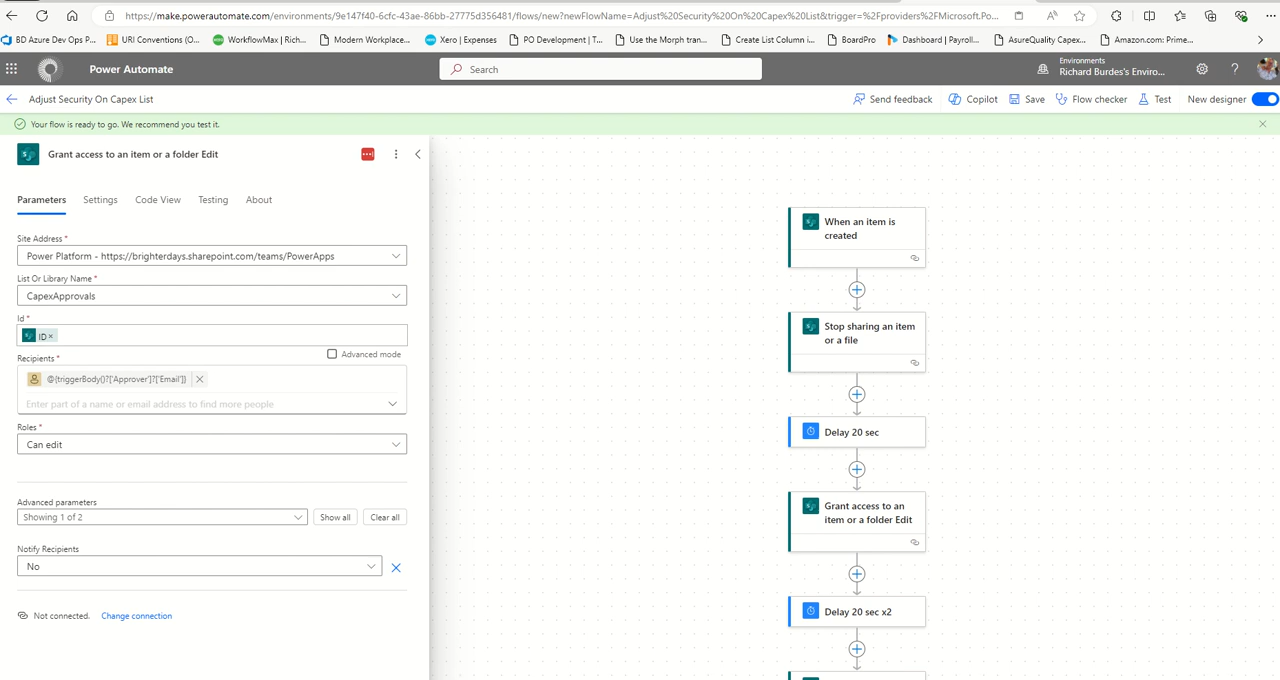 https://make.powerautomate.com/environments/9e147f40-6cfc-43ae-86bb-27775d356481/flows/new?newFlowName=Adjust%20Security%20On%20Capex%20List&trigger=%2Fproviders%2FMicrosoft.Po...
BD Azure Dev Ops P... URI Conventions (O... WorkflowMax | Rich... Modern Workplace... Xero | Expenses PO Development | T... Use the Morph tran... Create List Column i... BoardPro Dashboard | Payroll... AsureQuality Capex... Amazon.com: Prime...
Power Automate
Search
Environments
Richard Burdes's Enviro...
Adjust Security On Capex List
Send feedback Copilot Save Flow checker Test New designer
Your flow is ready to go. We recommend you test it.
Grant access to an item or a folder Edit
Parameters Settings Code View Testing About
Site Address *
Power Platform - https://brighterdays.sharepoint.com/teams/PowerApps
List Or Library Name *
CapexApprovals
Id *
ID ×
Recipients *
Advanced mode
@{triggerBody()?['Approver']?['Email']}
Enter part of a name or email address to find more people
Roles *
Can edit
Advanced parameters
Showing 1 of 2
Show all
Clear all
Notify Recipients
No
Not connected. Change connection
When an item is
created
Stop sharing an item
or a file
Delay 20 sec
Grant access to an
item or a folder Edit
Delay 20 sec x2